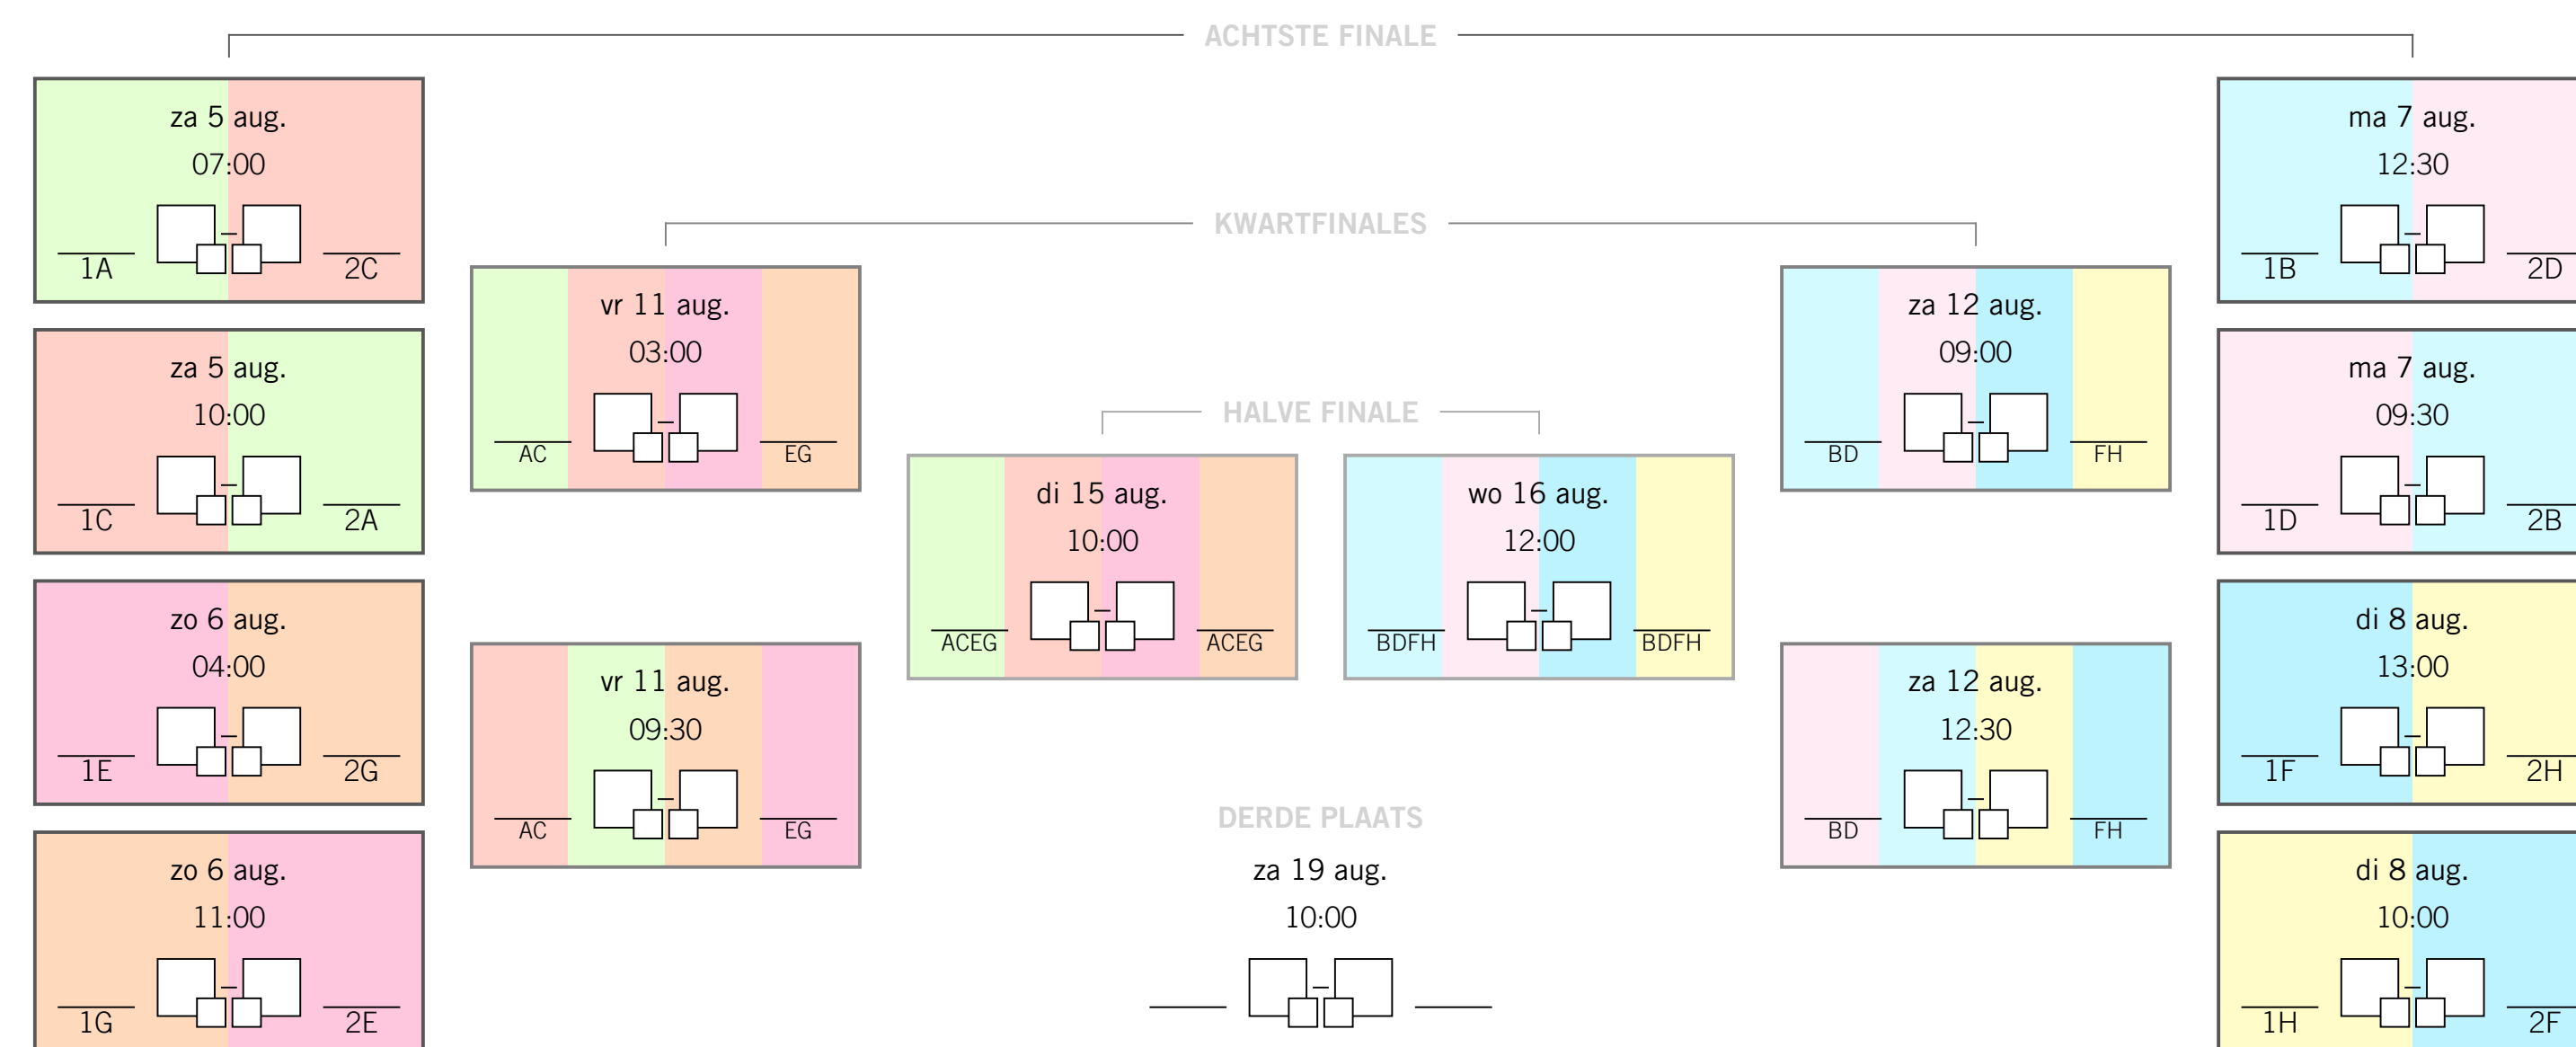 ACHTSTE FINALE
za 5 aug.
07:00
1A – 2C
za 5 aug.
10:00
1C – 2A
zo 6 aug.
04:00
1E – 2G
zo 6 aug.
11:00
1G – 2E
KWARTFINALES
vr 11 aug.
03:00
AC – EG
vr 11 aug.
09:30
AC – EG
HALVE FINALE
di 15 aug.
10:00
ACEG – ACEG
wo 16 aug.
12:00
BDFH – BDFH
DERDE PLAATS
za 19 aug.
10:00
–
za 12 aug.
09:00
BD – FH
za 12 aug.
12:30
BD – FH
ma 7 aug.
12:30
1B – 2D
ma 7 aug.
09:30
1D – 2B
di 8 aug.
13:00
1F – 2H
di 8 aug.
10:00
1H – 2F